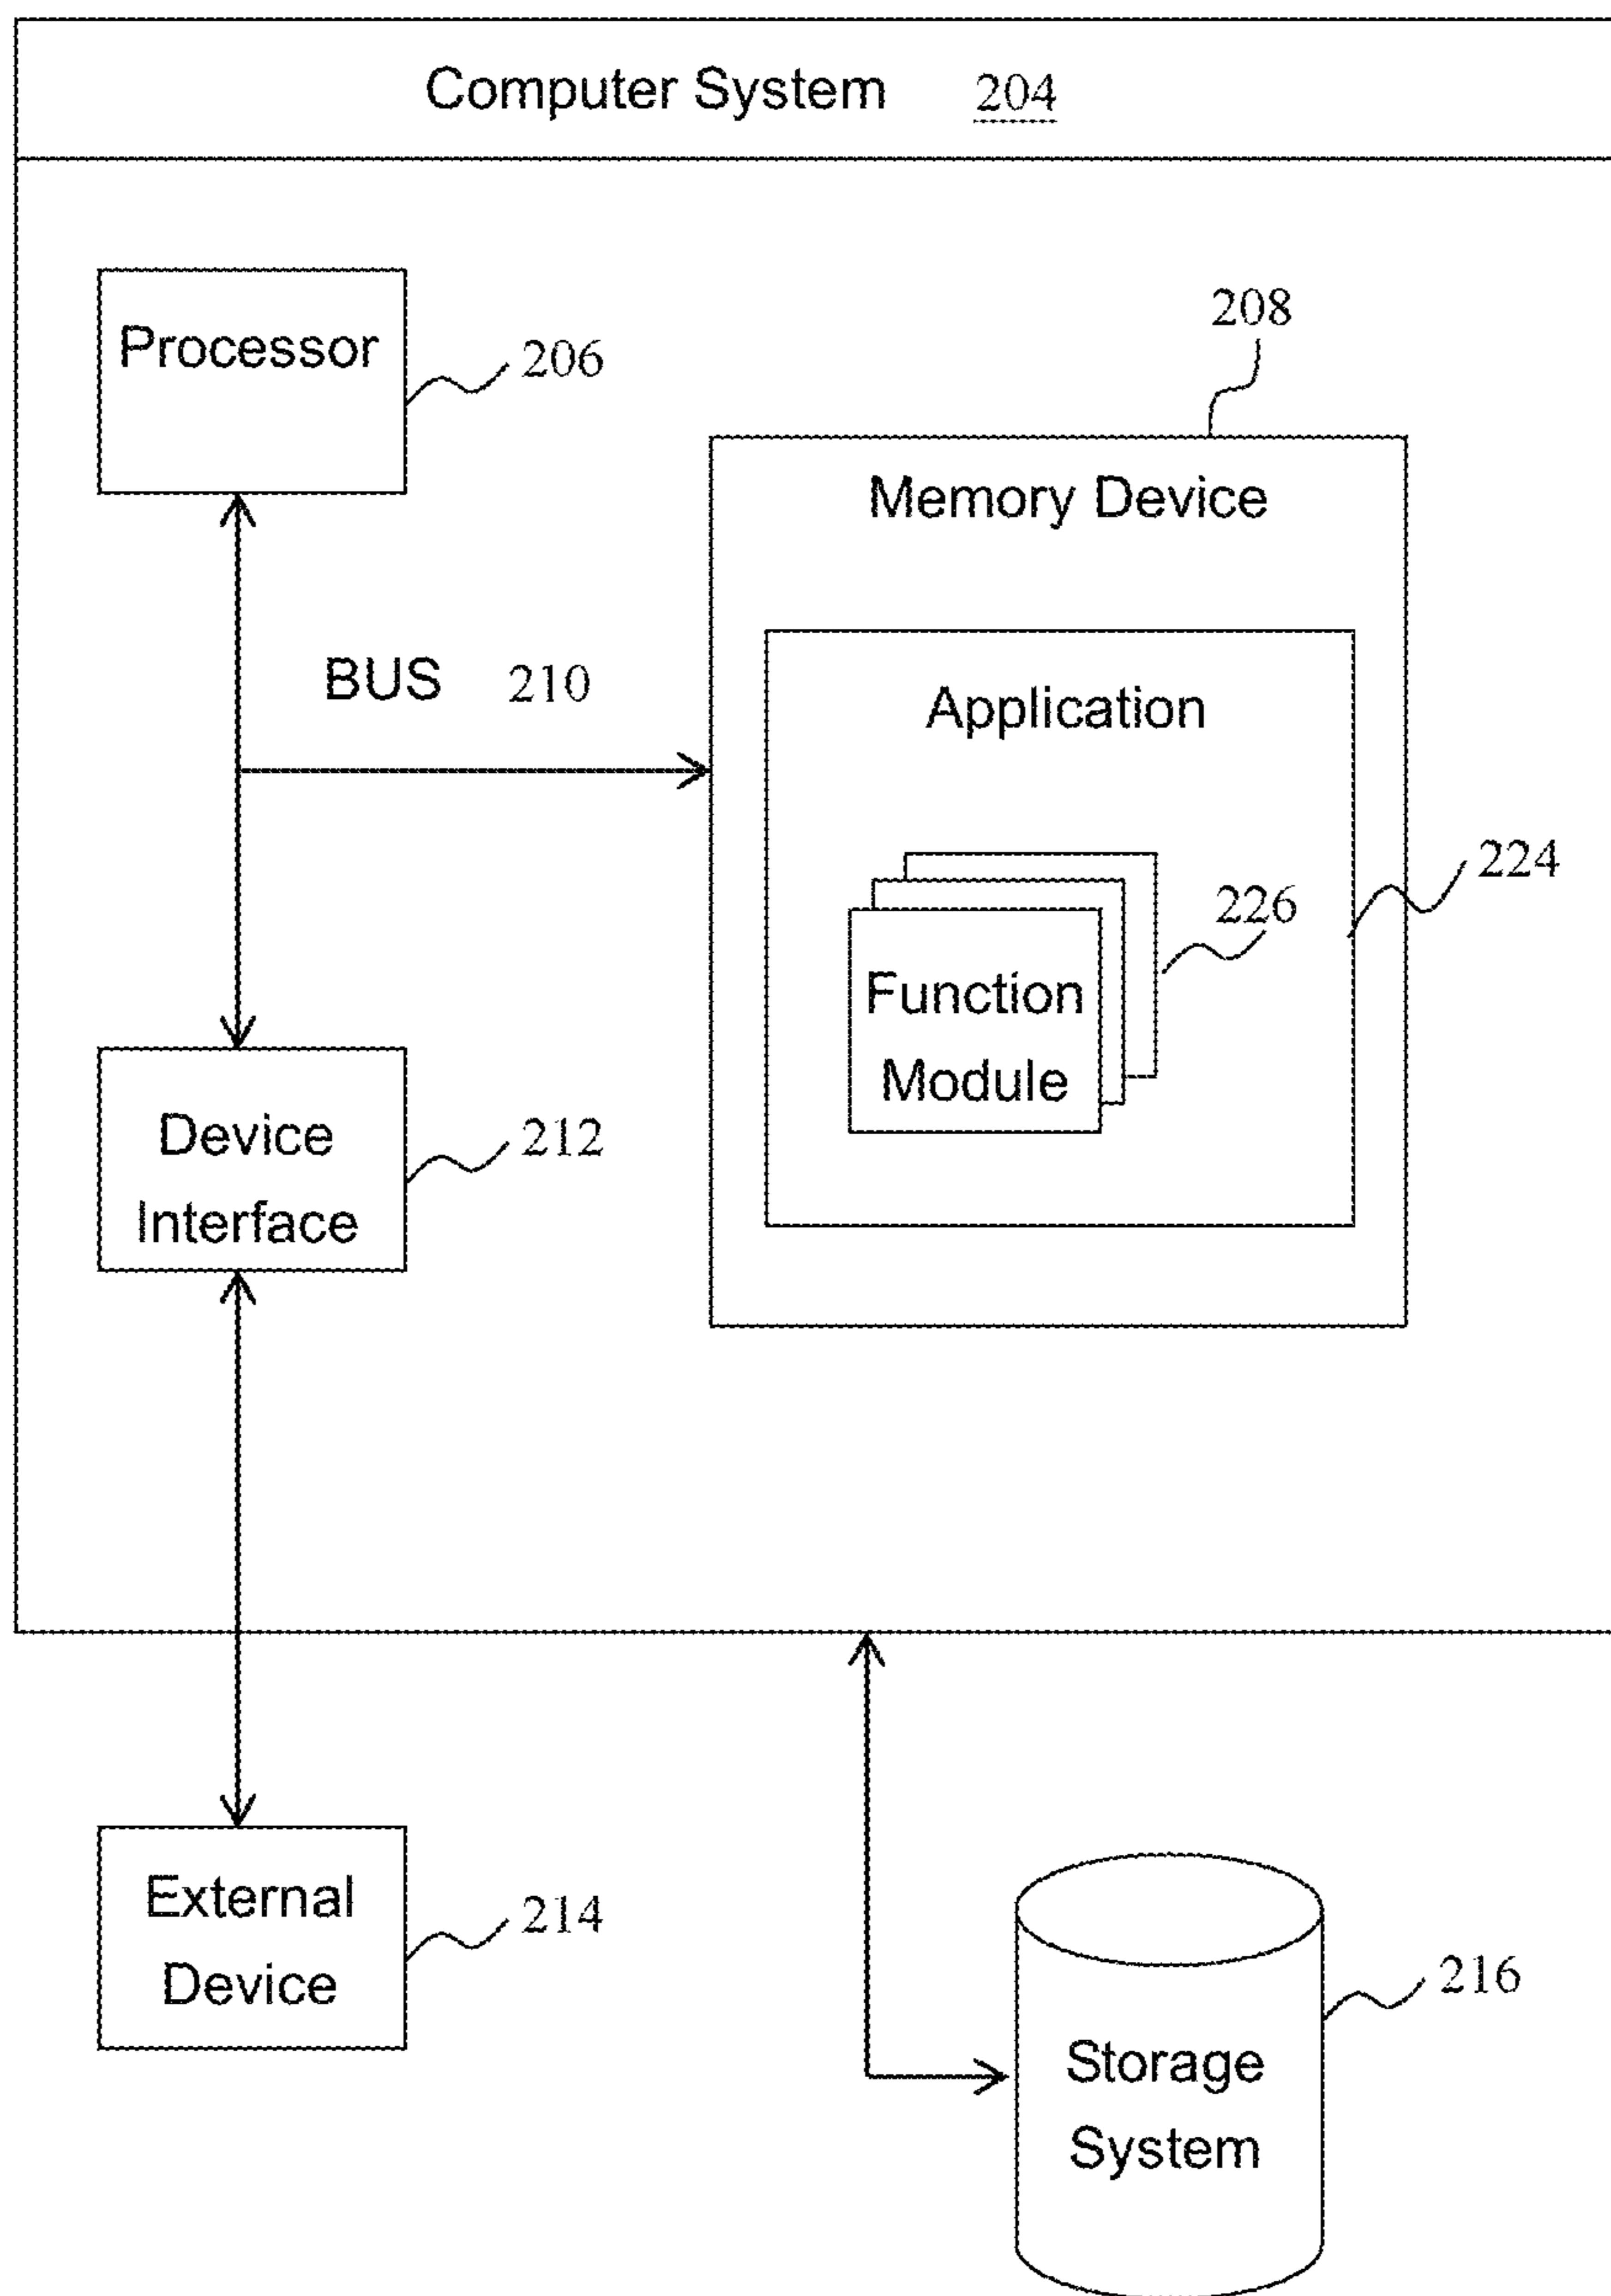 Computer System 204
Processor
206
208
Memory Device
BUS 210
Application
224
226
Function
Module
Device
Interface
212
External
Device
214
216
Storage
System